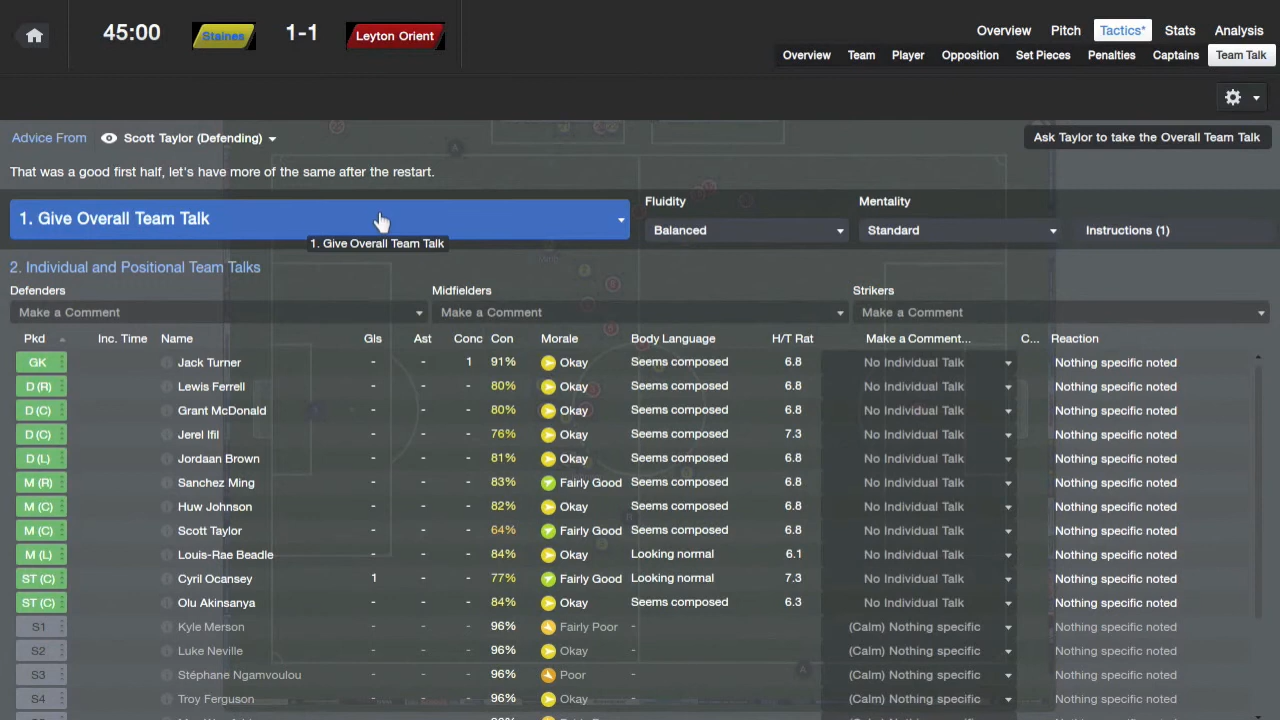 45:00 Staines 1-1 Leyton Orient
Overview Pitch Tactics* Stats Analysis
Overview Team Player Opposition Set Pieces Penalties Captains Team Talk
Advice From Scott Taylor (Defending)
Ask Taylor to take the Overall Team Talk
That was a good first half, let's have more of the same after the restart.
1. Give Overall Team Talk
1. Give Overall Team Talk
Fluidity Mentality
Balanced Standard Instructions (1)
2. Individual and Positional Team Talks
Defenders Midfielders Strikers
Make a Comment Make a Comment Make a Comment
Pkd Inc. Time Name Gls Ast Conc Con Morale Body Language H/T Rat Make a Comment... C... Reaction
GK Jack Turner - - 1 91% Okay Seems composed 6.8 No Individual Talk Nothing specific noted
D (R) Lewis Ferrell - - - 80% Okay Seems composed 6.8 No Individual Talk Nothing specific noted
D (C) Grant McDonald - - - 80% Okay Seems composed 6.8 No Individual Talk Nothing specific noted
D (C) Jerel Ifil - - - 76% Okay Seems composed 7.3 No Individual Talk Nothing specific noted
D (L) Jordaan Brown - - - 81% Okay Seems composed 6.8 No Individual Talk Nothing specific noted
M (R) Sanchez Ming - - - 83% Fairly Good Seems composed 6.8 No Individual Talk Nothing specific noted
M (C) Huw Johnson - - - 82% Okay Seems composed 6.8 No Individual Talk Nothing specific noted
M (C) Scott Taylor - - - 64% Fairly Good Seems composed 6.8 No Individual Talk Nothing specific noted
M (L) Louis-Rae Beadle - - - 84% Okay Looking normal 6.1 No Individual Talk Nothing specific noted
ST (C) Cyril Ocansey 1 - - 77% Fairly Good Looking normal 7.3 No Individual Talk Nothing specific noted
ST (C) Olu Akinsanya - - - 84% Okay Seems composed 6.3 No Individual Talk Nothing specific noted
S1 Kyle Merson - - - 96% Fairly Poor - (Calm) Nothing specific Nothing specific noted
S2 Luke Neville - - - 96% Okay - (Calm) Nothing specific Nothing specific noted
S3 Stéphane Ngamvoulou - - - 96% Poor - (Calm) Nothing specific Nothing specific noted
S4 Troy Ferguson - - - 96% Okay - (Calm) Nothing specific Nothing specific noted